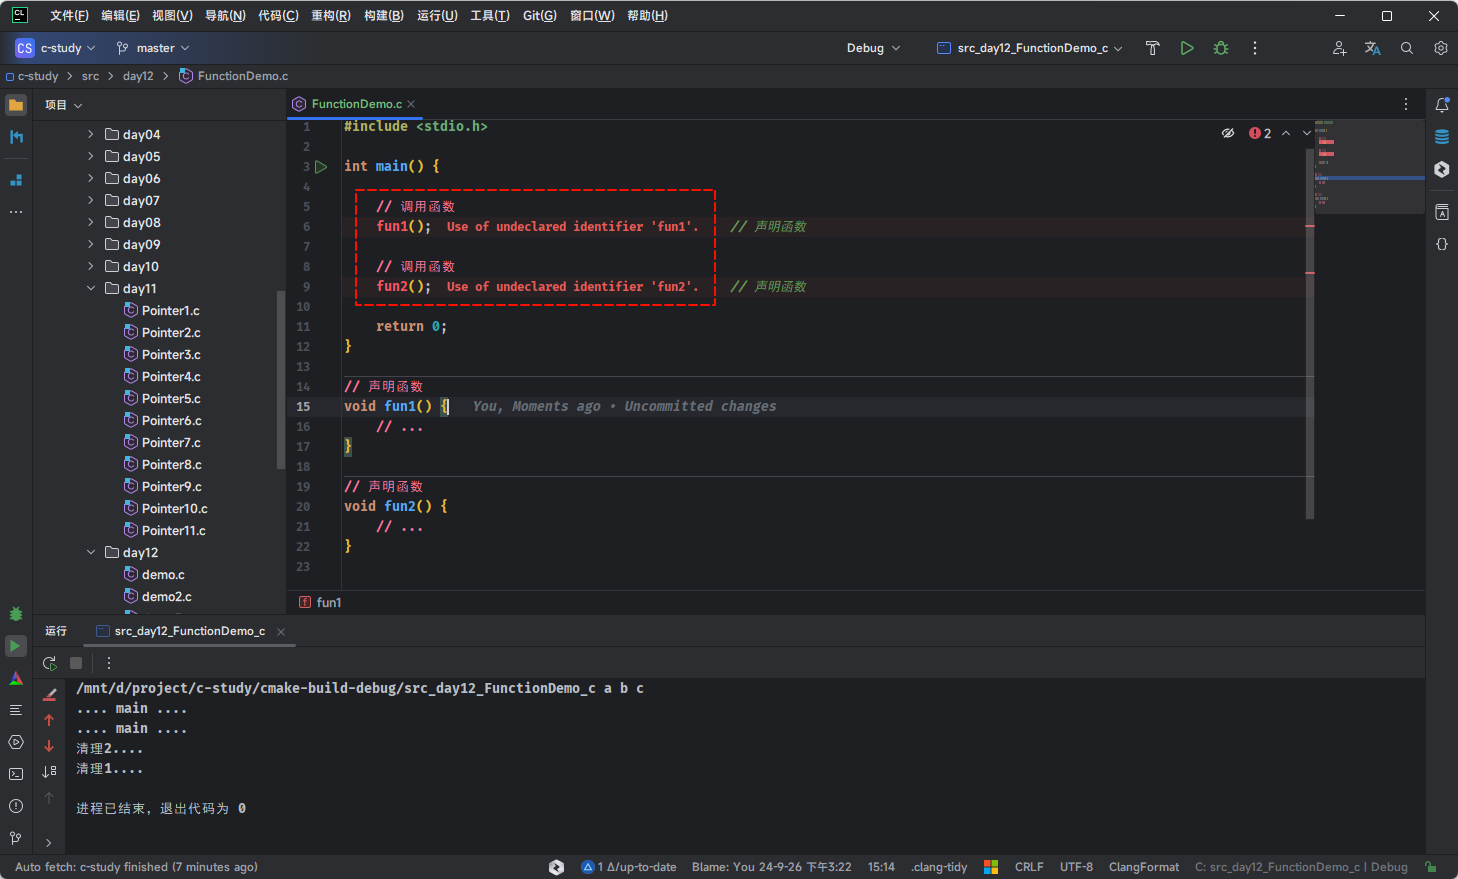 CL 文件(F) 编辑(E) 视图(V) 导航(N) 代码(C) 重构(R) 构建(B) 运行(U) 工具(T) Git(G) 窗口(W) 帮助(H)
CS c-study master Debug src_day12_FunctionDemo_c
c-study src day12 FunctionDemo.c
项目
day04
day05
day06
day07
day08
day09
day10
day11
Pointer1.c
Pointer2.c
Pointer3.c
Pointer4.c
Pointer5.c
Pointer6.c
Pointer7.c
Pointer8.c
Pointer9.c
Pointer10.c
Pointer11.c
day12
demo.c
demo2.c
FunctionDemo.c
2
1 #include <stdio.h>
2
3 int main() {
4
5 // 调用函数
6 fun1(); Use of undeclared identifier 'fun1'. // 声明函数
7
8 // 调用函数
9 fun2(); Use of undeclared identifier 'fun2'. // 声明函数
10
11 return 0;
12 }
13
14 // 声明函数
15 void fun1() { You, Moments ago • Uncommitted changes
16 // ...
17 }
18
19 // 声明函数
20 void fun2() {
21 // ...
22 }
23
f fun1
运行 src_day12_FunctionDemo_c
/mnt/d/project/c-study/cmake-build-debug/src_day12_FunctionDemo_c a b c
.... main ....
.... main ....
清理2....
清理1....
进程已结束，退出代码为 0
Auto fetch: c-study finished (7 minutes ago) 1 Δ/up-to-date Blame: You 24-9-26 下午3:22 15:14 .clang-tidy CRLF UTF-8 ClangFormat C: src_day12_FunctionDemo_c | Debug